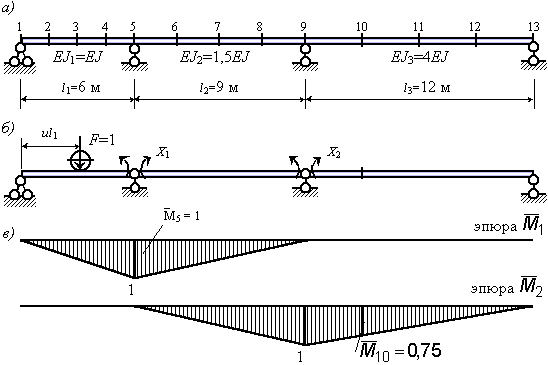 а)
1 2 3 4 5 6 7 8 9 10 11 12 13
EJ₁=EJ EJ₂=1,5EJ EJ₃=4EJ
l₁=6 м l₂=9 м l₃=12 м
б)
ul₁ F=1 X₁ X₂
в)
M̅₅ = 1 эпюра M̅₁
1
эпюра M̅₂
1 M̅₁₀ = 0,75